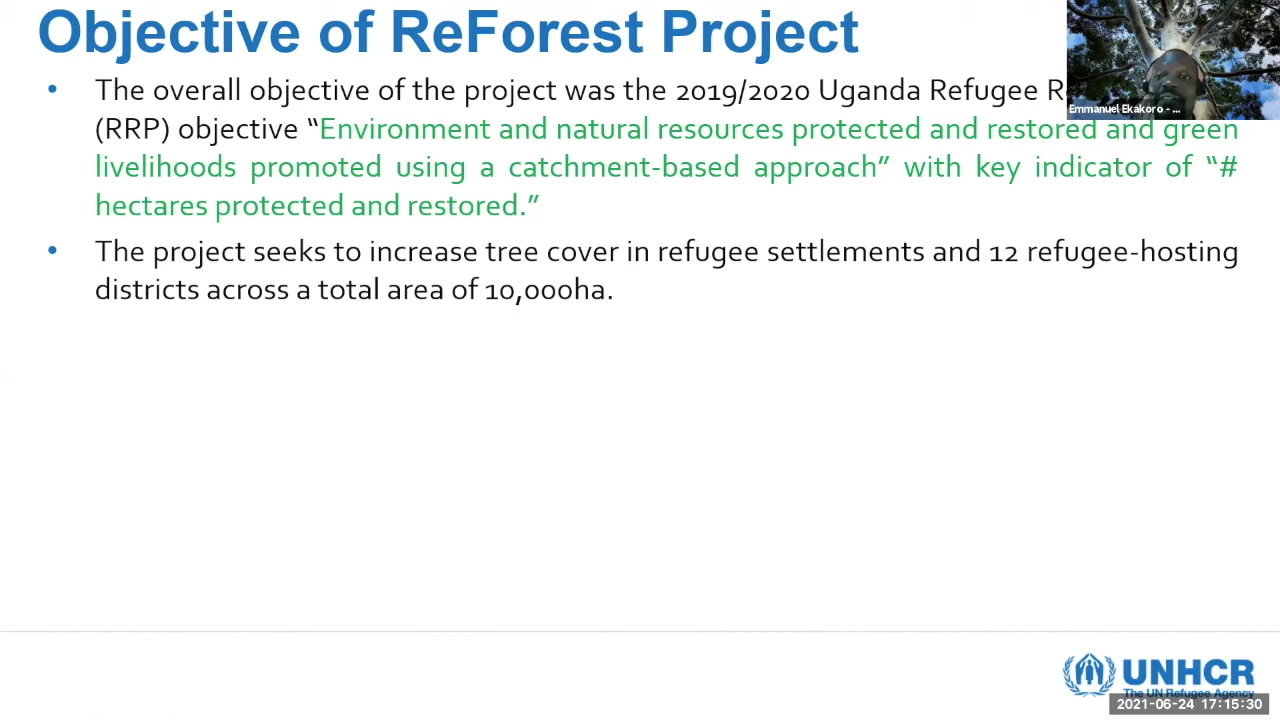 Objective of ReForest Project
• The overall objective of the project was the 2019/2020 Uganda Refugee
(RRP) objective “Environment and natural resources protected and restored and green
livelihoods promoted using a catchment-based approach” with key indicator of “#
hectares protected and restored.”
• The project seeks to increase tree cover in refugee settlements and 12 refugee-hosting
districts across a total area of 10,000ha.
Emmanuel Ekakoro - ...
UNHCR
The UN Refugee Agency
2021-06-24 17:15:30